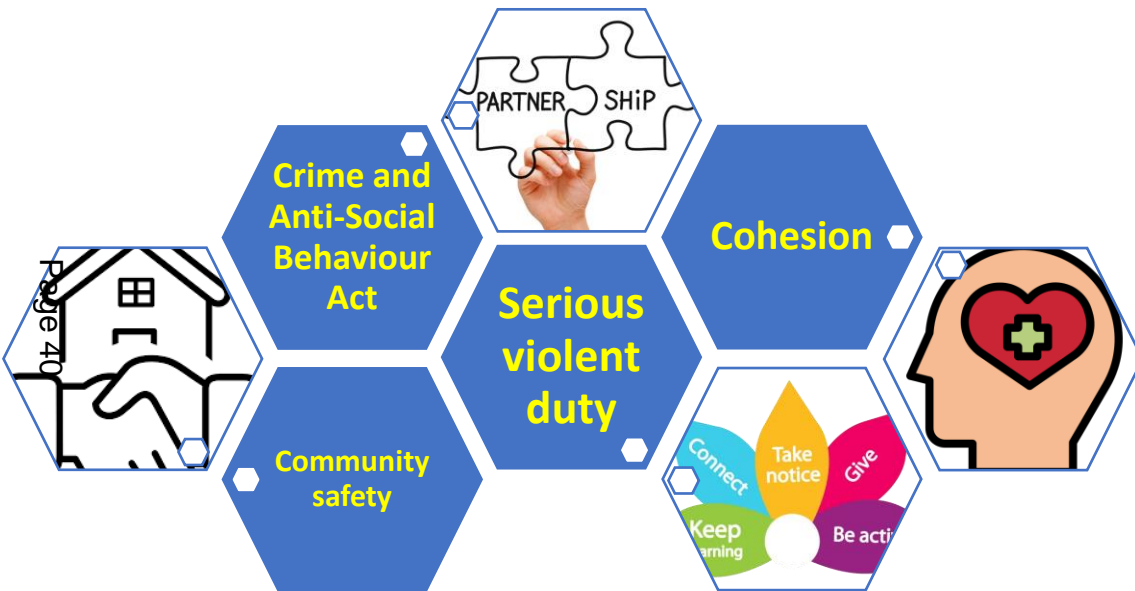 PARTNER SHiP
Crime and
Anti-Social
Behaviour
Act
Cohesion
Page 40
Serious
violent
duty
Community
safety
Connect
Take
notice
Give
Keep
arning
Be acti